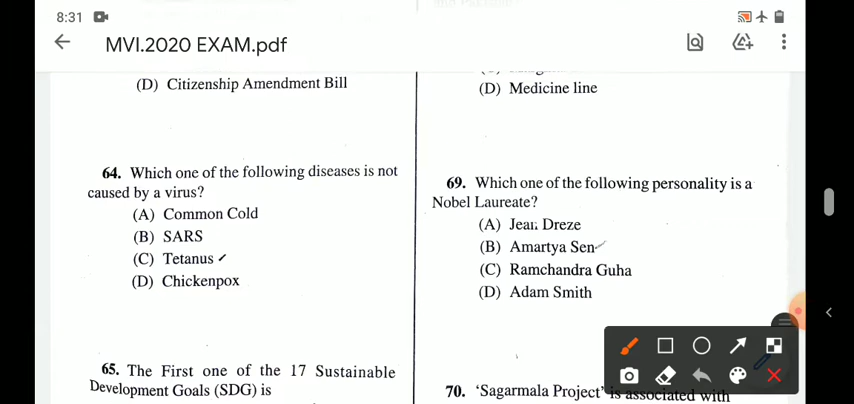 8:31
MVI.2020 EXAM.pdf
(D) Citizenship Amendment Bill
64. Which one of the following diseases is not
caused by a virus?
(A) Common Cold
(B) SARS
(C) Tetanus
(D) Chickenpox
65. The First one of the 17 Sustainable
Development Goals (SDG) is
(D) Medicine line
69. Which one of the following personality is a
Nobel Laureate?
(A) Jean Dreze
(B) Amartya Sen
(C) Ramchandra Guha
(D) Adam Smith
70. 'Sagarmala Project' is associated with